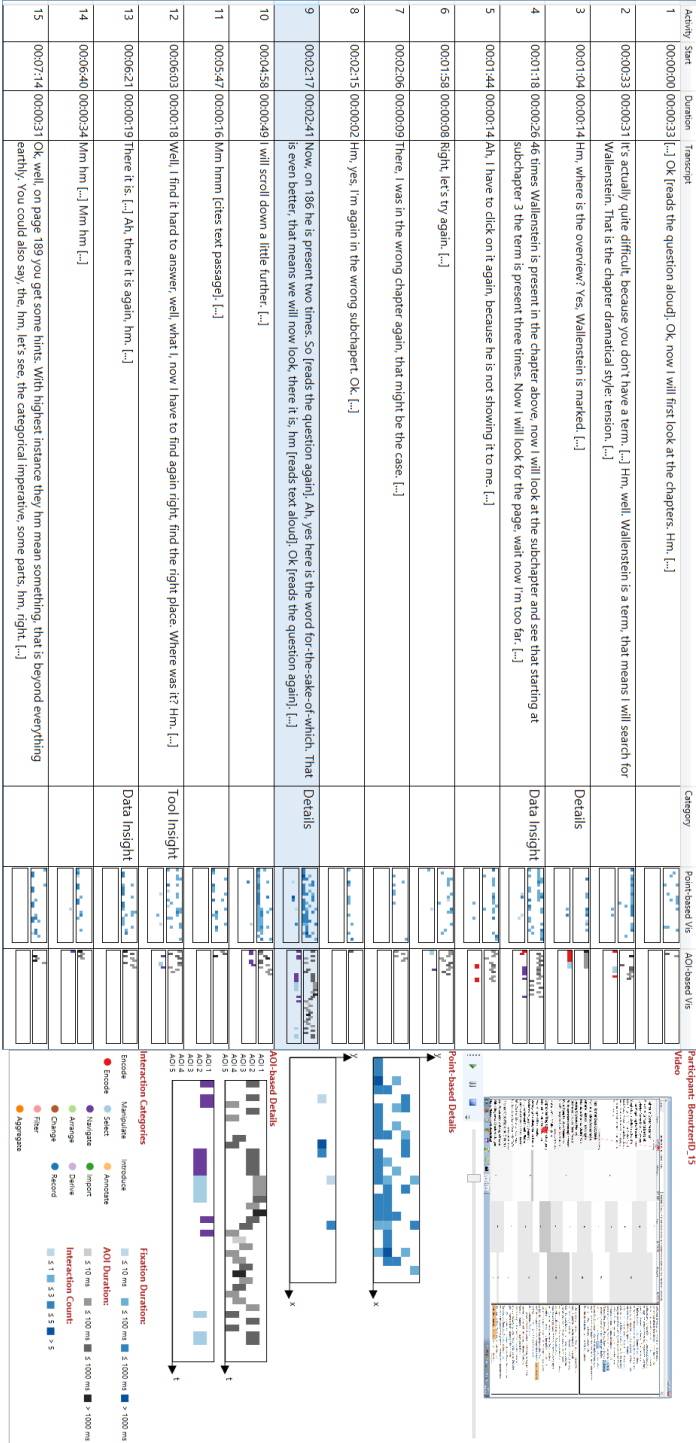 Activity Start Duration Transcript Category Point-based Vis AOI-based Vis
1 00:00:00 00:00:33 [...] Ok [reads the question aloud]. Ok, now I will first look at the chapters. Hm. [...]
2 00:00:33 00:00:31 It's actually quite difficult, because you don't have a term. [...] Hm, well. Wallenstein is a term, that means I will search for
Wallenstein. That is the chapter dramatical style: tension. [...]
3 00:01:04 00:00:14 Hm, where is the overview? Yes, Wallenstein is marked. [...] Details
4 00:01:18 00:00:26 46 times Wallenstein is present in the chapter above, now I will look at the subchapter and see that starting at Data Insight
subchapter 3 the term is present three times. Now I will look for the page, wait now I'm too far. [...]
5 00:01:44 00:00:14 Ah, I have to click on it again, because he is not showing it to me. [...]
6 00:01:58 00:00:08 Right, let's try again. [...]
7 00:02:06 00:00:09 There, I was in the wrong chapter again, that might be the case. [...]
8 00:02:15 00:00:02 Hm, yes, I'm again in the wrong subchapert. Ok. [...]
9 00:02:17 00:02:41 Now, on 186 he is present two times. So [reads the question again]. Ah, yes here is the word for-the-sake-of-which. That Details
is even better, that means we will now look, there it is, hm [reads text aloud]. Ok [reads the question again]. [...]
10 00:04:58 00:00:49 I will scroll down a little further. [...]
11 00:05:47 00:00:16 Mm hmm [cites text passage]. [...]
12 00:06:03 00:00:18 Well, I find it hard to answer, well, what I, now I have to find again right, find the right place. Where was it? Hm. [...] Tool Insight
13 00:06:21 00:00:19 There it is. [...] Ah, there it is again, hm. [...] Data Insight
14 00:06:40 00:00:34 Mm hm [...] Mm hm [...]
15 00:07:14 00:00:31 Ok, well, on page 189 you get some hints. With highest instance they hm mean something, that is beyond everything
earthly. You could also say, the, hm, let's see, the categorical imperative, some parts, hm, right. [...]
Participant: BenutzerID_15
Video
Point-based Details
y
x
x
AOI-based Details
AOI 1
AOI 2
AOI 3
AOI 4
AOI 5
t
AOI 1
AOI 2
AOI 3
AOI 4
AOI 5
t
Interaction Categories
Encode Manipulate Introduce
Encode Select Annotate
Navigate Import
Arrange Derive
Change Record
Filter
Aggregate
Fixation Duration:
≤ 10 ms ≤ 100 ms ≤ 1000 ms > 1000 ms
AOI Duration:
≤ 10 ms ≤ 100 ms ≤ 1000 ms > 1000 ms
Interaction Count:
≤ 1 ≤ 3 ≤ 5 > 5